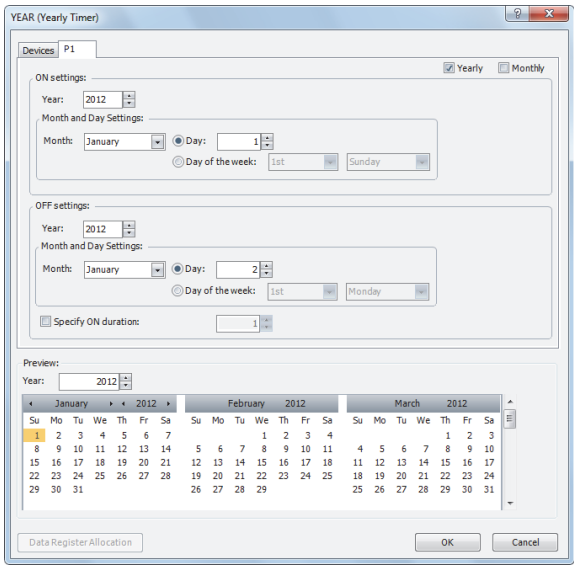 YEAR (Yearly Timer)
Devices P1
Yearly Monthly
ON settings:
Year: 2012
Month and Day Settings:
Month: January Day: 1
Day of the week: 1st Sunday
OFF settings:
Year: 2012
Month and Day Settings:
Month: January Day: 2
Day of the week: 1st Monday
Specify ON duration: 1
Preview:
Year: 2012
January 2012 February 2012 March 2012
Su Mo Tu We Th Fr Sa Su Mo Tu We Th Fr Sa Su Mo Tu We Th Fr Sa
1 2 3 4 5 6 7 1 2 3 4 1 2 3
8 9 10 11 12 13 14 5 6 7 8 9 10 11 4 5 6 7 8 9 10
15 16 17 18 19 20 21 12 13 14 15 16 17 18 11 12 13 14 15 16 17
22 23 24 25 26 27 28 19 20 21 22 23 24 25 18 19 20 21 22 23 24
29 30 31 26 27 28 29 25 26 27 28 29 30 31
Data Register Allocation OK Cancel